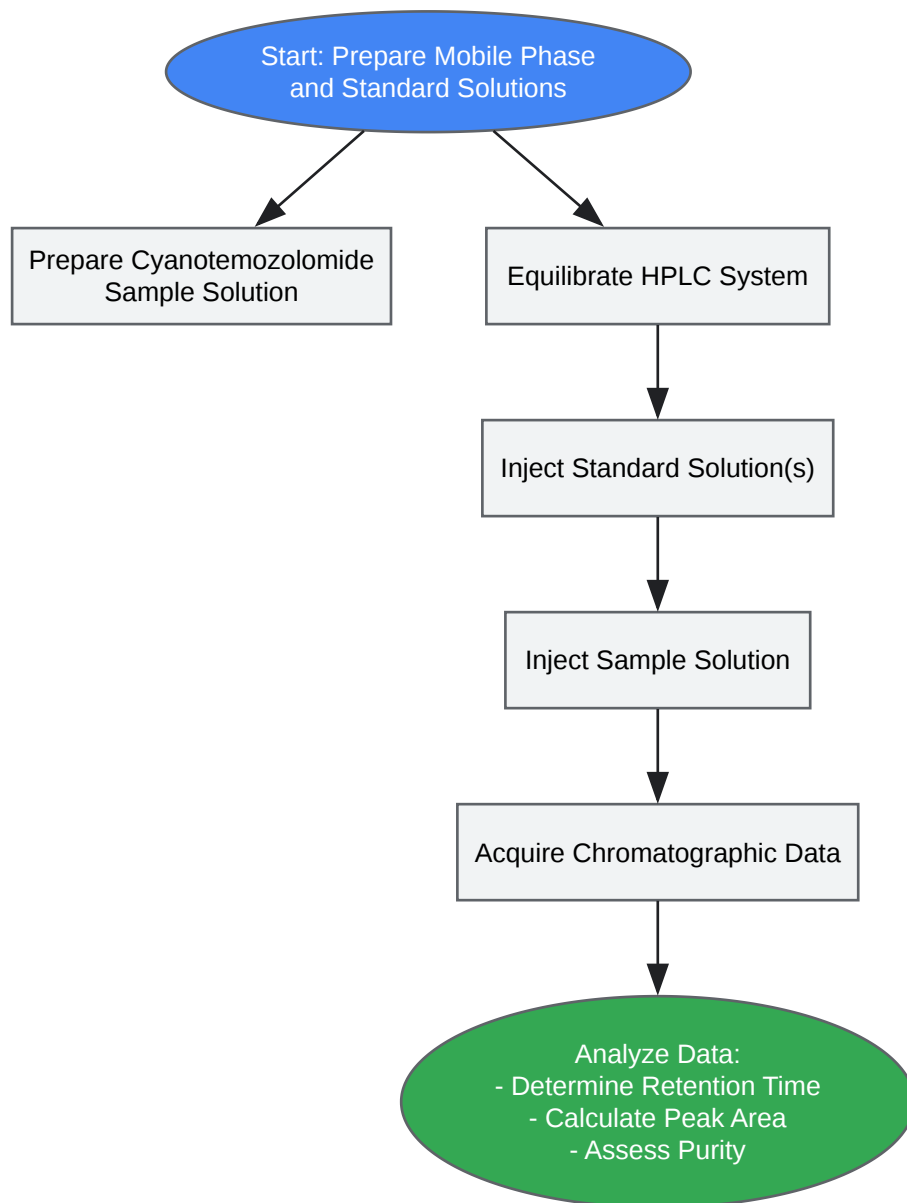 Start: Prepare Mobile Phase
and Standard Solutions
Prepare Cyanotemozolomide
Sample Solution
Equilibrate HPLC System
Inject Standard Solution(s)
Inject Sample Solution
Acquire Chromatographic Data
Analyze Data:
- Determine Retention Time
- Calculate Peak Area
- Assess Purity